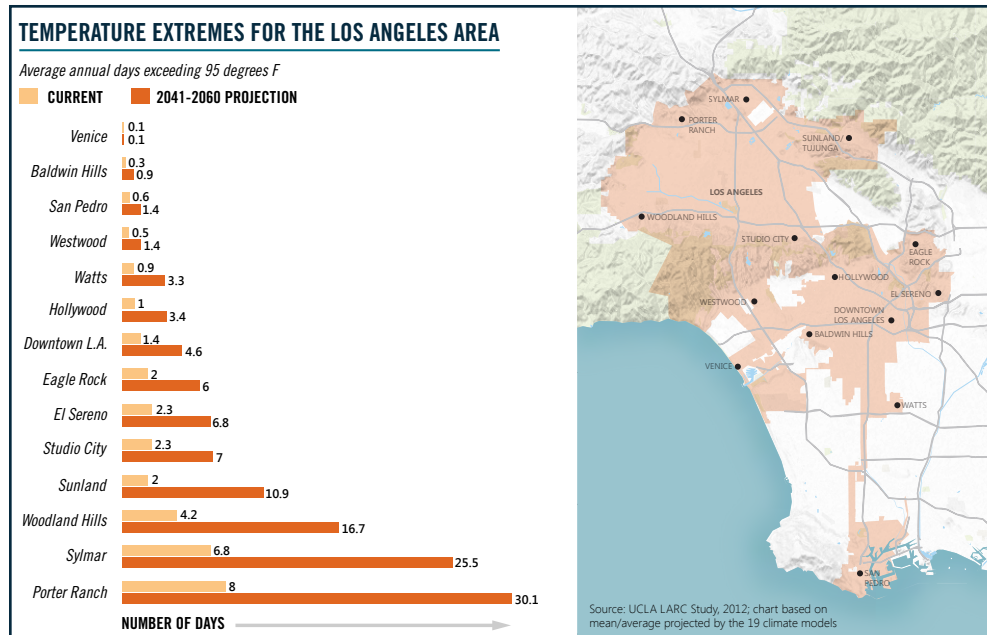 TEMPERATURE EXTREMES FOR THE LOS ANGELES AREA
Average annual days exceeding 95 degrees F
CURRENT 2041-2060 PROJECTION
Venice 0.1
0.1
Baldwin Hills 0.3
0.9
San Pedro 0.6
1.4
Westwood 0.5
1.4
Watts 0.9
3.3
Hollywood 1
3.4
Downtown L.A. 1.4
4.6
Eagle Rock 2
6
El Sereno 2.3
6.8
Studio City 2.3
7
Sunland 2
10.9
Woodland Hills 4.2
16.7
Sylmar 6.8
25.5
Porter Ranch 8
30.1
NUMBER OF DAYS
SYLMAR
PORTER
RANCH
SUNLAND/
TUJUNGA
LOS ANGELES
WOODLAND HILLS
STUDIO CITY
EAGLE
ROCK
HOLLYWOOD
EL SERENO
WESTWOOD
DOWNTOWN
LOS ANGELES
BALDWIN HILLS
VENICE
WATTS
SAN
PEDRO
Source: UCLA LARC Study, 2012; chart based on
mean/average projected by the 19 climate models